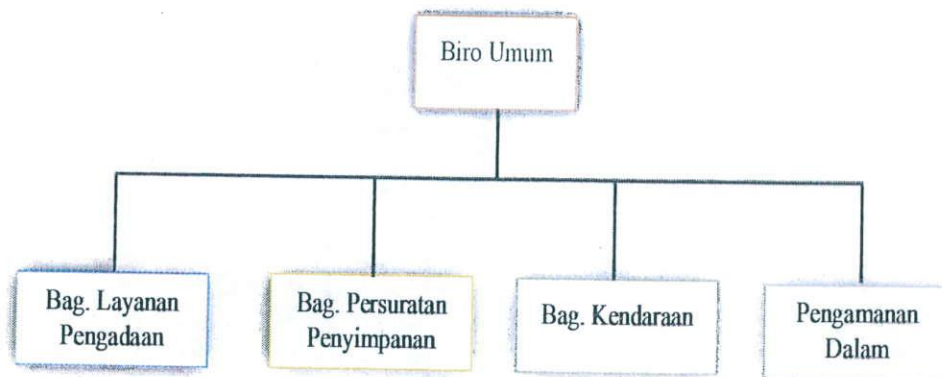 Biro Umum
Bag. Layanan
Pengadaan
Bag. Persuratan
Penyimpanan
Bag. Kendaraan
Pengamanan
Dalam